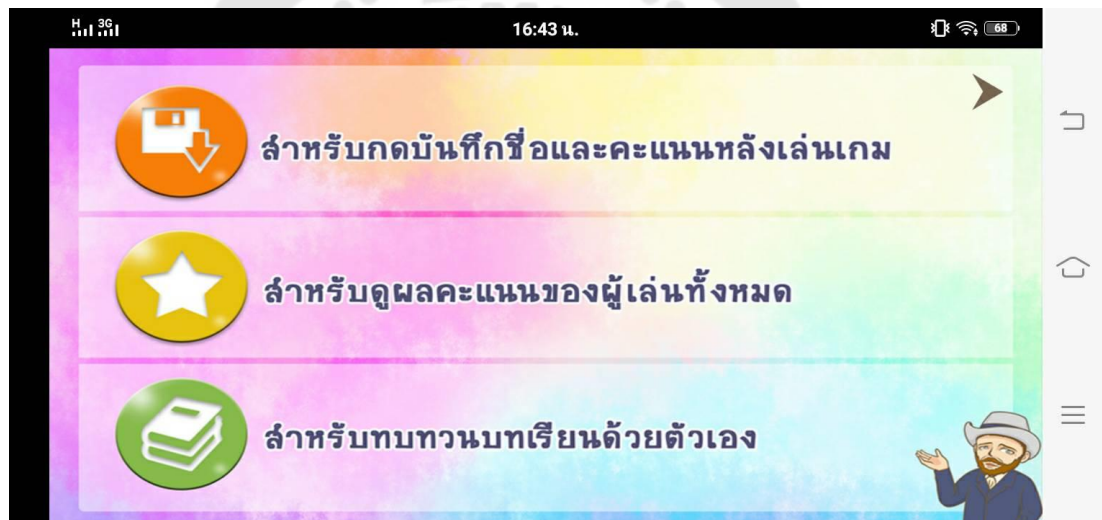 H 3G
16:43 น.
68
สำหรับกดบันทึกชื่อและคะแนนหลังเล่นเกม
สำหรับดูผลคะแนนของผู้เล่นทั้งหมด
สำหรับทบทวนบทเรียนด้วยตัวเอง